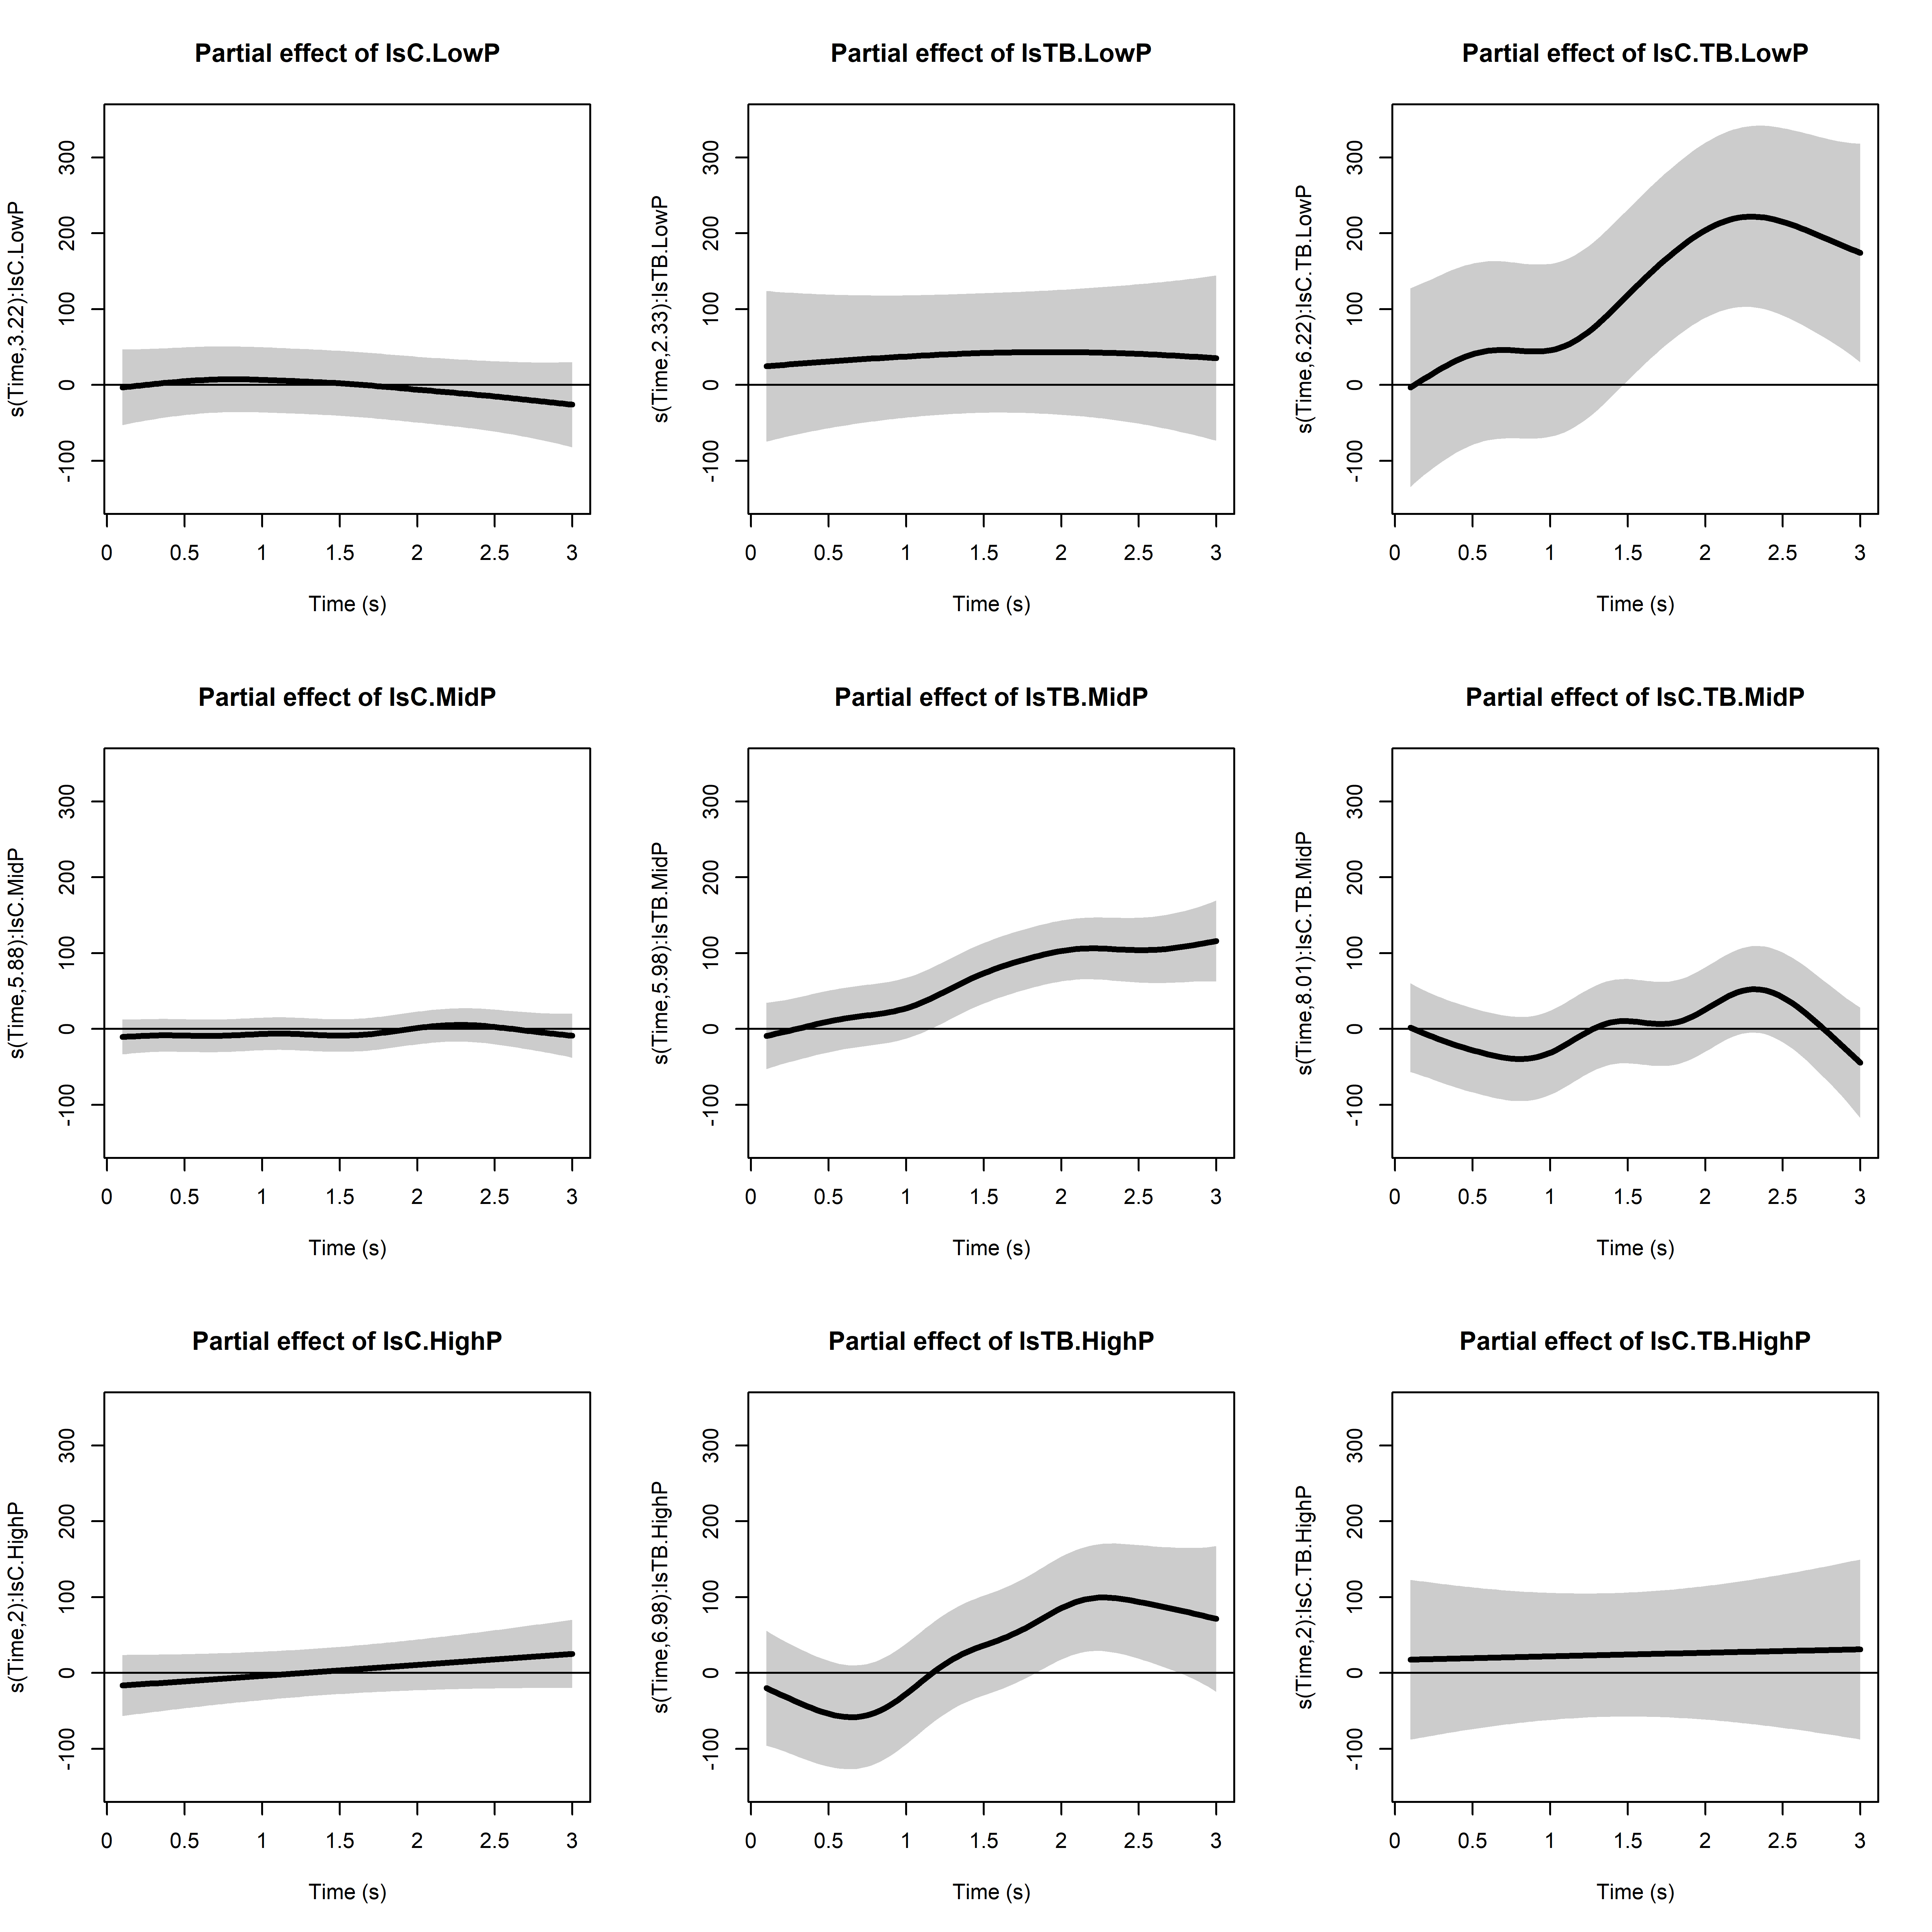 Partial effect of IsC.LowP
s(Time,3.22):IsC.LowP
300
200
100
0
-100
0 0.5 1 1.5 2 2.5 3
Time (s)
Partial effect of IsTB.LowP
s(Time,2.33):IsTB.LowP
300
200
100
0
-100
0 0.5 1 1.5 2 2.5 3
Time (s)
Partial effect of IsC.TB.LowP
s(Time,6.22):IsC.TB.LowP
300
200
100
0
-100
0 0.5 1 1.5 2 2.5 3
Time (s)
Partial effect of IsC.MidP
s(Time,5.88):IsC.MidP
300
200
100
0
-100
0 0.5 1 1.5 2 2.5 3
Time (s)
Partial effect of IsTB.MidP
s(Time,5.98):IsTB.MidP
300
200
100
0
-100
0 0.5 1 1.5 2 2.5 3
Time (s)
Partial effect of IsC.TB.MidP
s(Time,8.01):IsC.TB.MidP
300
200
100
0
-100
0 0.5 1 1.5 2 2.5 3
Time (s)
Partial effect of IsC.HighP
s(Time,2):IsC.HighP
300
200
100
0
-100
0 0.5 1 1.5 2 2.5 3
Time (s)
Partial effect of IsTB.HighP
s(Time,6.98):IsTB.HighP
300
200
100
0
-100
0 0.5 1 1.5 2 2.5 3
Time (s)
Partial effect of IsC.TB.HighP
s(Time,2):IsC.TB.HighP
300
200
100
0
-100
0 0.5 1 1.5 2 2.5 3
Time (s)